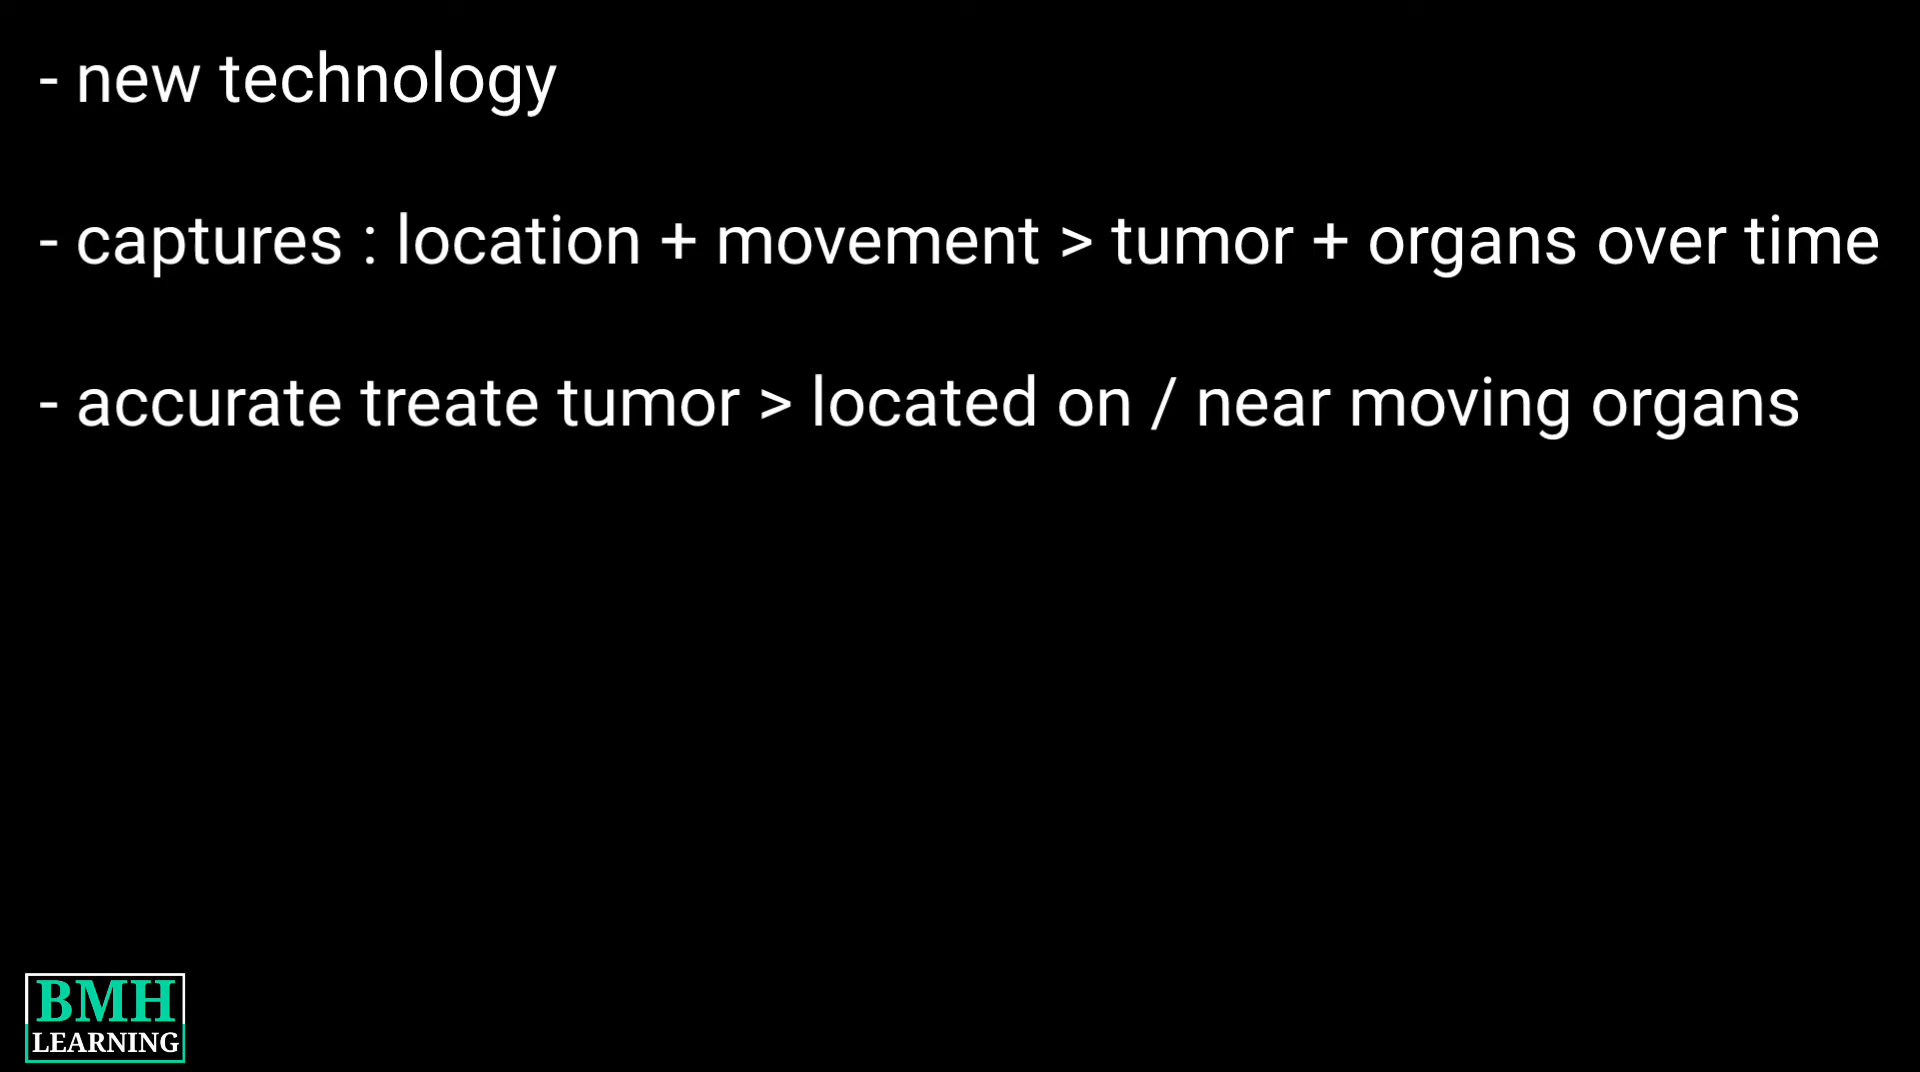 - new technology
- captures : location + movement > tumor + organs over time
- accurate treate tumor > located on / near moving organs
BMH
LEARNING